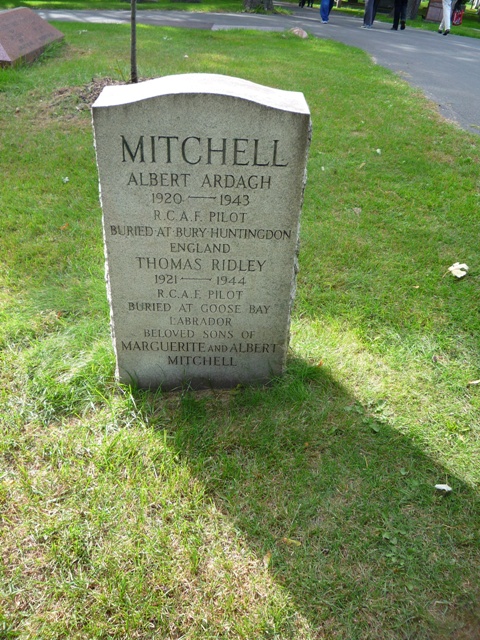 MITCHELL
ALBERT ARDAGH
1920 — 1943
R.C.A.F. PILOT
BURIED AT BURY HUNTINGDON
ENGLAND
THOMAS RIDLEY
1921 — 1944
R.C.A.F. PILOT
BURIED AT GOOSE BAY
LABRADOR
BELOVED SONS OF
MARGUERITE AND ALBERT
MITCHELL